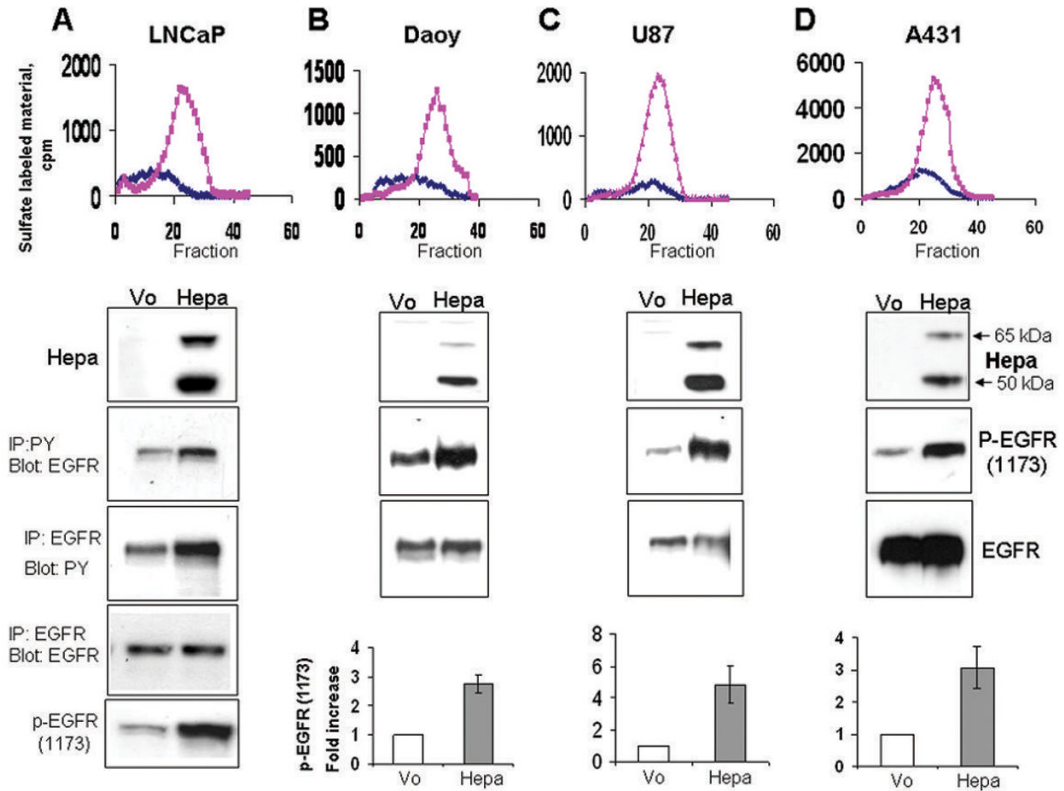 A B C D
LNCaP Daoy U87 A431
Sulfate labeled material,
cpm
2000
1000
0
0 20 40 60
Fraction
1500
1250
1000
750
500
250
0
0 20 40 60
Fraction
2000
1000
0
0 20 40 60
Fraction
6000
4000
2000
0
0 20 40 60
Fraction
Vo Hepa
Vo Hepa
Vo Hepa
Vo Hepa
Hepa
← 65 kDa
Hepa
← 50 kDa
IP:PY
Blot: EGFR
P-EGFR
(1173)
IP: EGFR
Blot: PY
EGFR
IP: EGFR
Blot: EGFR
p-EGFR
(1173)
p-EGFR (1173)
Fold increase
4
3
2
1
0
Vo Hepa
8
6
4
2
0
Vo Hepa
4
3
2
1
0
Vo Hepa